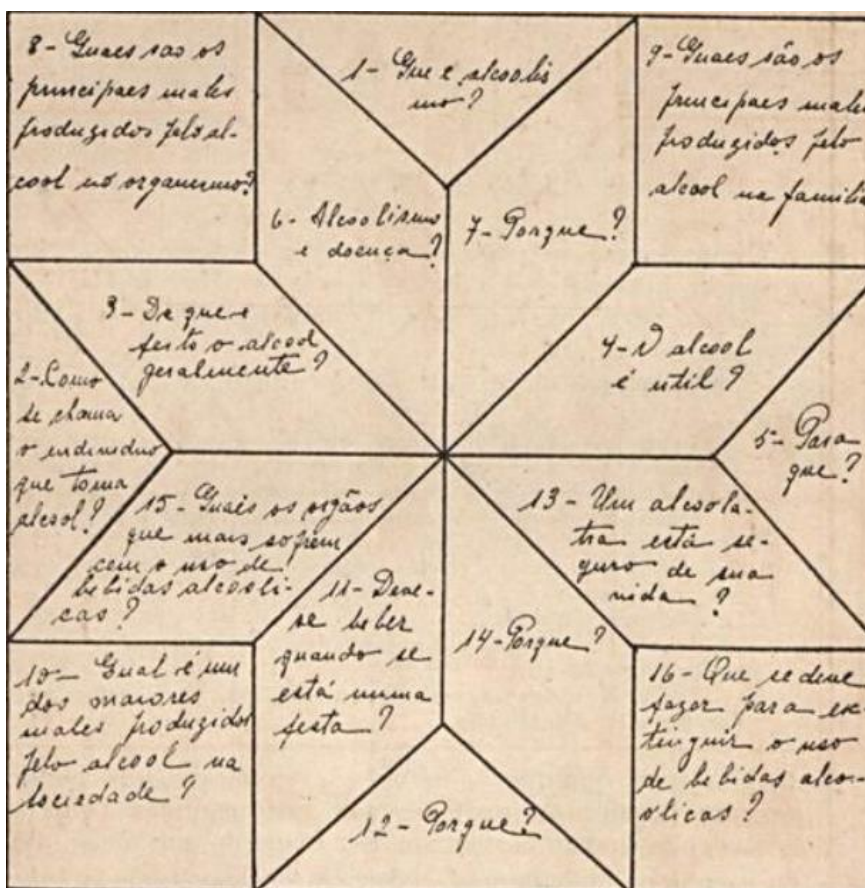 1- Que e alcoolis
mo?
2- Como
se chama
o individuo
que toma
alcool?
3- De que e
feito o alcool
geralmente?
4- O alcool
é util?
5- Para
que?
6- Alcoolismo
e doença?
7- Porque?
8- Quaes sao os
principaes males
produzidos pelo al-
cool no organismo?
9- Quaes são os
principaes males
produzidos pelo
alcool na familia
10- Qual é um
dos maiores
males produzidos
pelo alcool na
sociedade?
11- Deve-
se beber
quando se
está numa
festa?
12- Porque?
13- Um alcoola-
tra está se-
guro de sua
vida?
14- Porque?
15- Quaes os orgãos
que mais sofrem
com o uso de
bebidas alcooli-
cas?
16- Que se deve
fazer para ex-
tinguir o uso
de bebidas alco-
olicas?